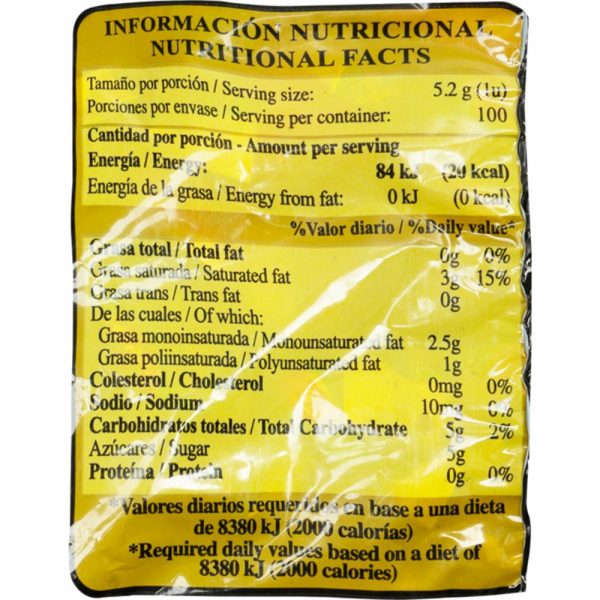 INFORMACIÓN NUTRICIONAL
NUTRITIONAL FACTS
Tamaño por porción / Serving size: 5.2 g (1u)
Porciones por envase / Serving per container: 100
Cantidad por porción - Amount per serving
Energía / Energy: 84 kJ (20 kcal)
Energía de la grasa / Energy from fat: 0 kJ (0 kcal)
%Valor diario / %Daily value*
Grasa total / Total fat 0g 0%
Grasa saturada / Saturated fat 3g 15%
Grasa trans / Trans fat 0g
De las cuales / Of which:
Grasa monoinsaturada / Monounsaturated fat 2.5g
Grasa poliinsaturada / Polyunsaturated fat 1g
Colesterol / Cholesterol 0mg 0%
Sodio / Sodium 10mg 0%
Carbohidratos totales / Total Carbohydrate 5g 2%
Azúcares / Sugar 5g
Proteína / Protein 0g 0%
*Valores diarios requeridos en base a una dieta
de 8380 kJ (2000 calorías)
*Required daily values based on a diet of
8380 kJ (2000 calories)